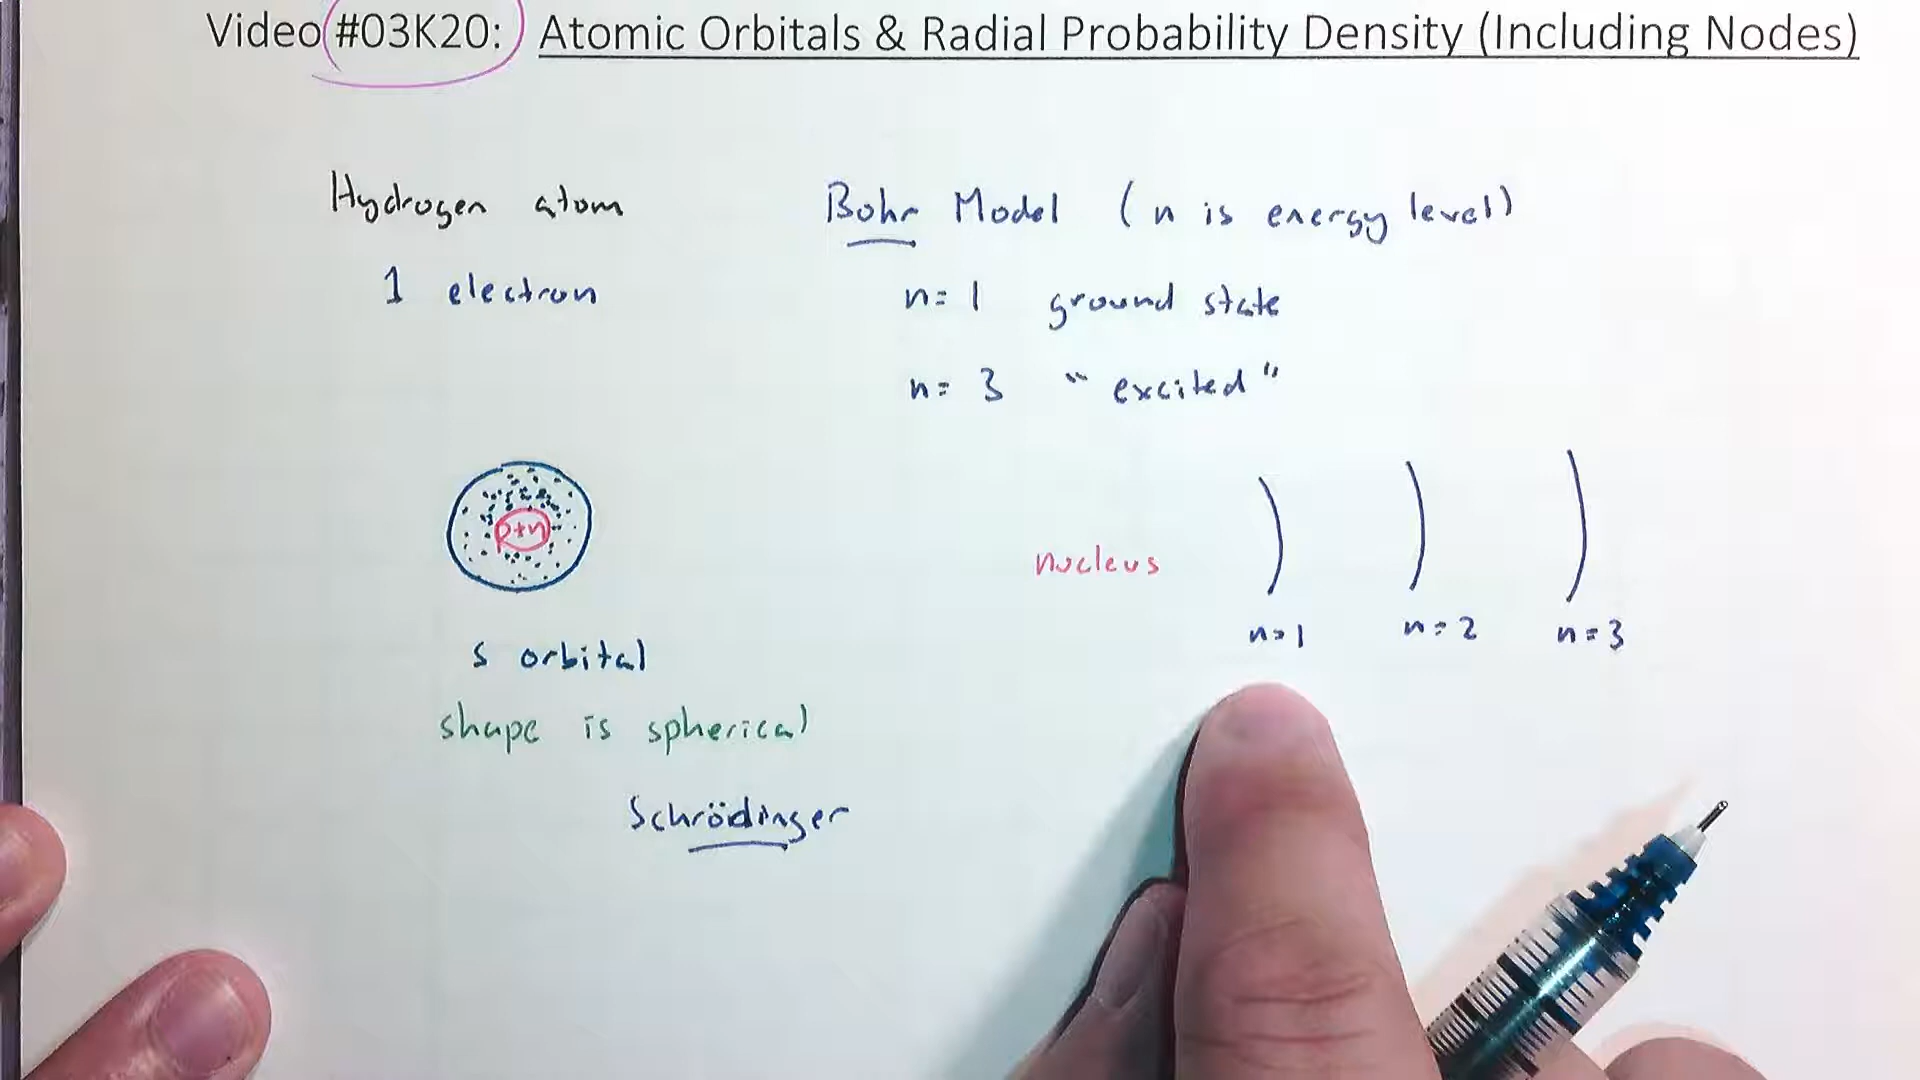 Video #03K20: Atomic Orbitals & Radial Probability Density (Including Nodes)
Hydrogen atom
1 electron
Bohr Model (n is energy level)
n=1 ground state
n=3 "excited"
p+n
s orbital
shape is spherical
Schrödinger
nucleus
n=1
n=2
n=3